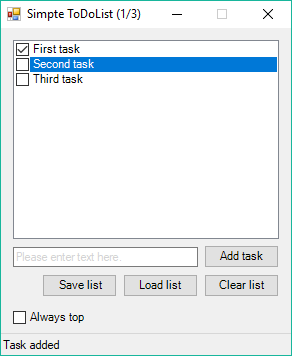 Simpte ToDoList (1/3)
First task
Second task
Third task
Please enter text here.
Add task
Save list
Load list
Clear list
Always top
Task added